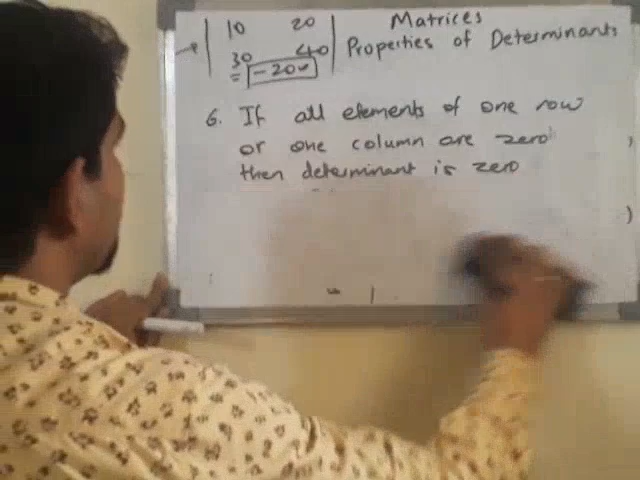 Matrices
Properties of Determinants
10 20
30 40
= -200
6. If all elements of one row
or one column are zero
then determinant is zero